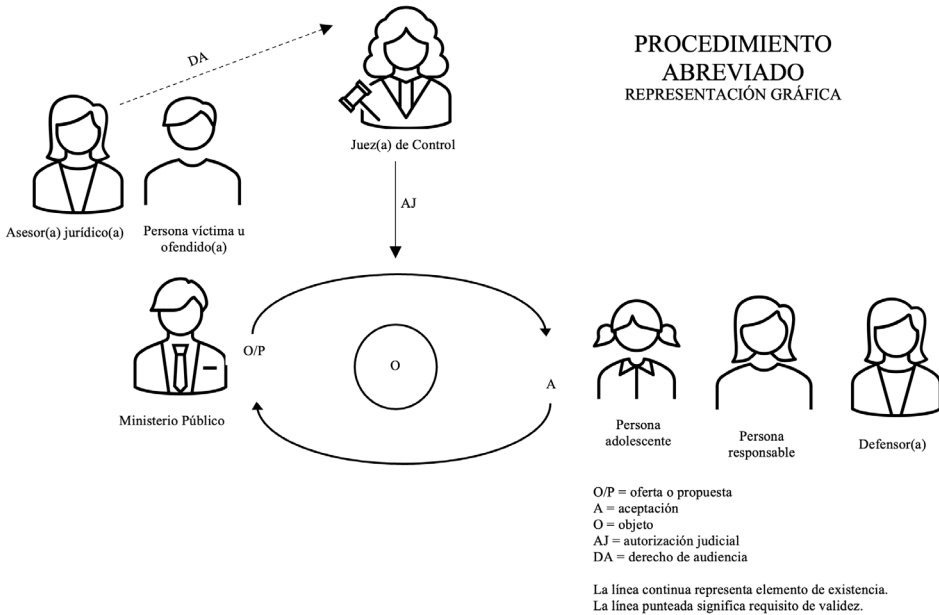 PROCEDIMIENTO
ABREVIADO
REPRESENTACIÓN GRÁFICA
DA
Juez(a) de Control
AJ
Asesor(a) jurídico(a)
Persona víctima u
ofendido(a)
O/P
O
A
Ministerio Público
Persona
adolescente
Persona
responsable
Defensor(a)
O/P = oferta o propuesta
A = aceptación
O = objeto
AJ = autorización judicial
DA = derecho de audiencia
La línea continua representa elemento de existencia.
La línea punteada significa requisito de validez.